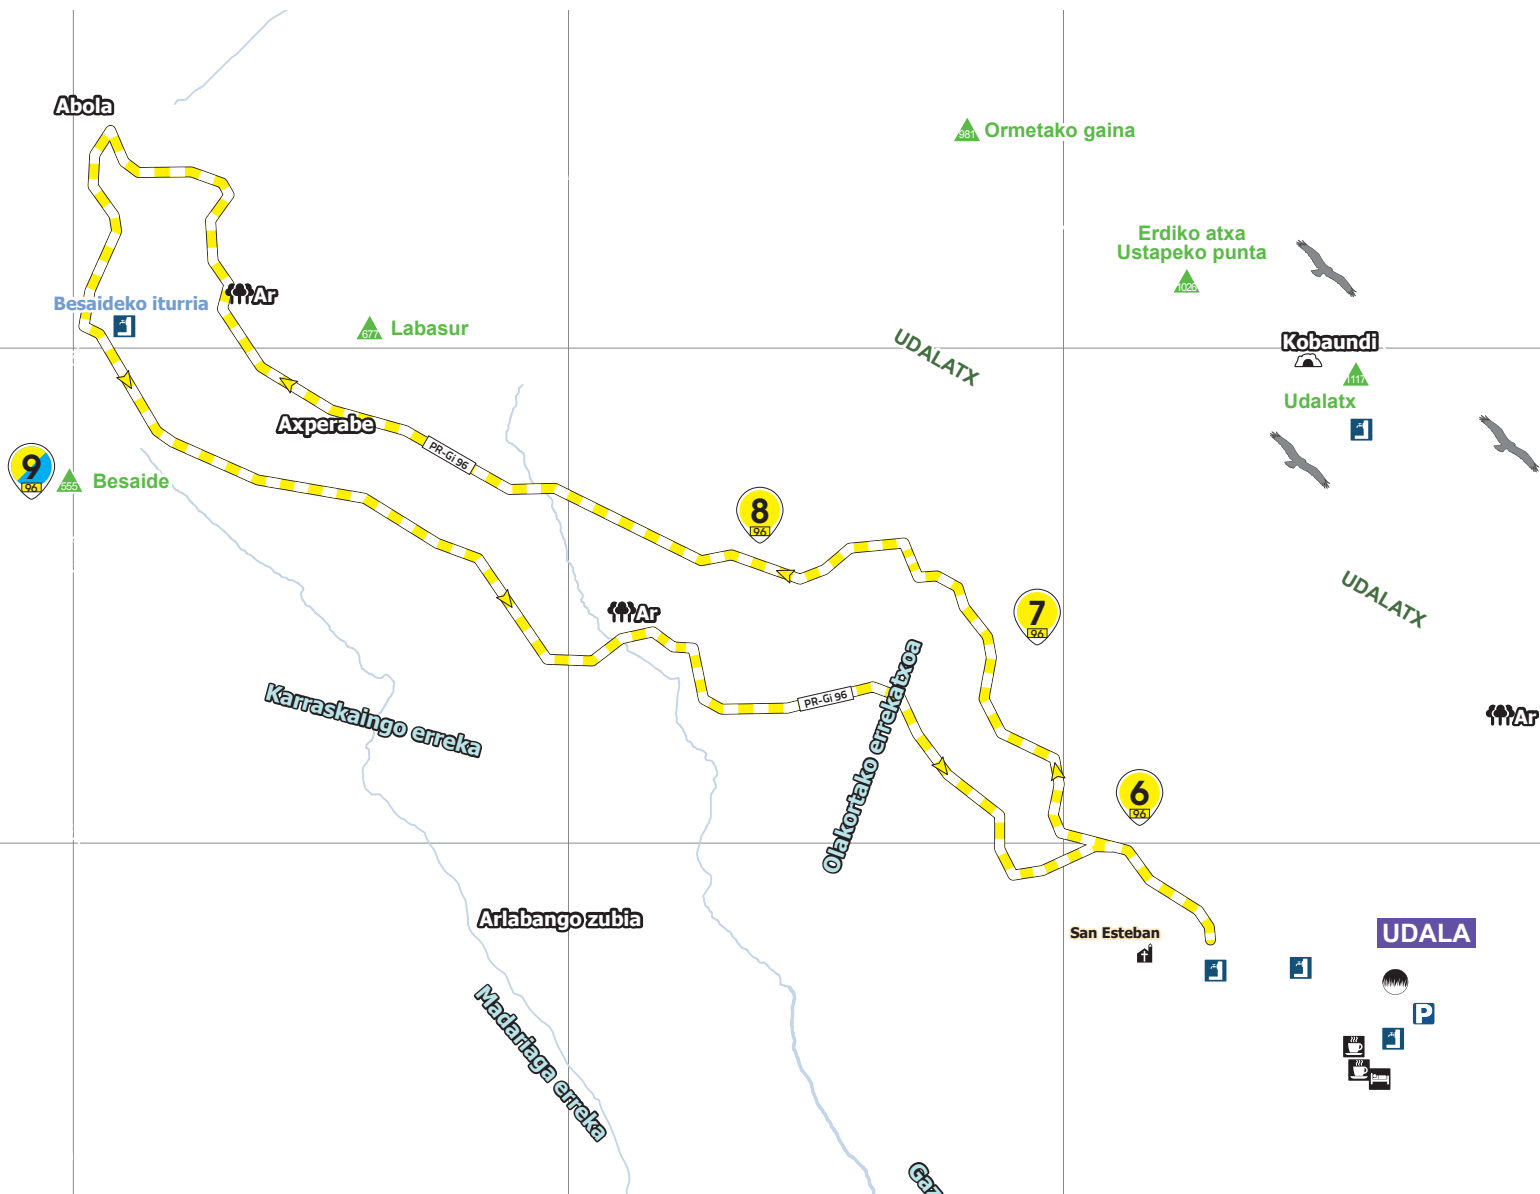 Abola
981 Ormetako gaina
Erdiko atxa
Ustapeko punta
1026
Ar
Besaideko iturria
677 Labasur
UDALATX
Kobaundi
1117
Udalatx
Axperabe
PR-Gi 96
9
96
555 Besaide
8
96
UDALATX
7
96
Ar
Olakortako errekatxoa
PR-Gi 96
Karraskaingo erreka
Ar
6
96
Arlabango zubia
San Esteban
UDALA
P
Madariaga erreka
Gaz